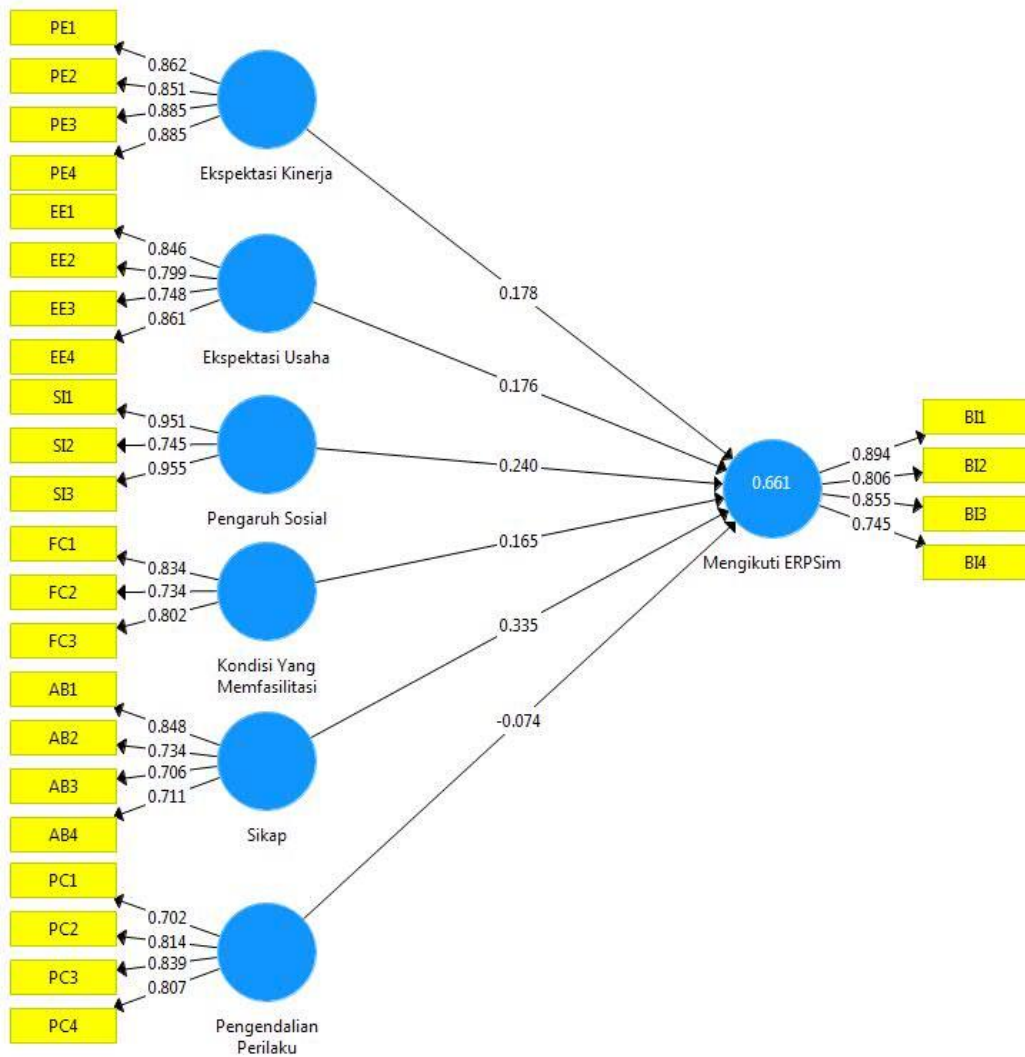 PE1
PE2
PE3
PE4
0.862
0.851
0.885
0.885
Ekspektasi Kinerja
EE1
EE2
EE3
EE4
0.846
0.799
0.748
0.861
Ekspektasi Usaha
SI1
SI2
SI3
0.951
0.745
0.955
Pengaruh Sosial
FC1
FC2
FC3
0.834
0.734
0.802
Kondisi Yang
Memfasilitasi
AB1
AB2
AB3
AB4
0.848
0.734
0.706
0.711
Sikap
PC1
PC2
PC3
PC4
0.702
0.814
0.839
0.807
Pengendalian
Perilaku
0.178
0.176
0.240
0.165
0.335
-0.074
0.661
Mengikuti ERPSim
0.894
0.806
0.855
0.745
BI1
BI2
BI3
BI4